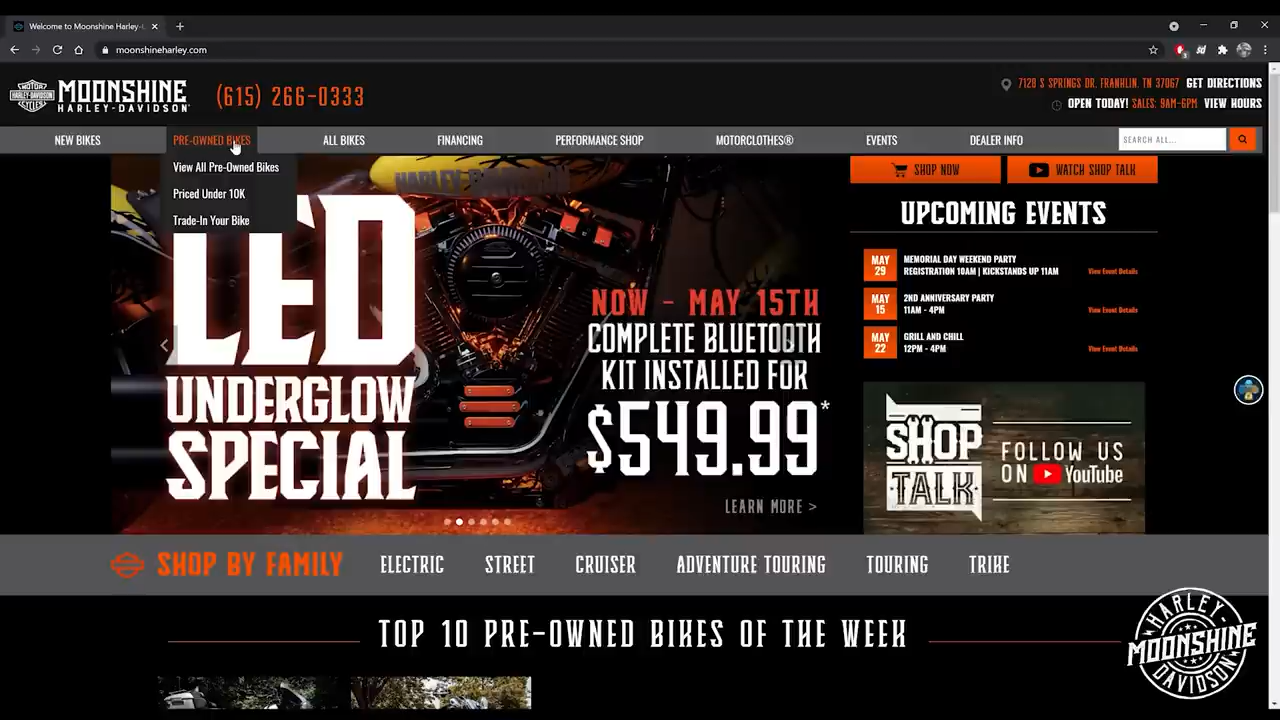 Welcome to Moonshine Harley-
moonshineharley.com
MOTOR
HARLEY-DAVIDSON
CYCLES
MOONSHINE
HARLEY-DAVIDSON
(615) 266-0333
7128 S SPRINGS DR. FRANKLIN, TN 37067 GET DIRECTIONS
OPEN TODAY! SALES: 9AM-6PM VIEW HOURS
NEW BIKES
PRE-OWNED BIKES
ALL BIKES
FINANCING
PERFORMANCE SHOP
MOTORCLOTHES®
EVENTS
DEALER INFO
SEARCH ALL...
View All Pre-Owned Bikes
Priced Under 10K
Trade-In Your Bike
HARLEY-DAVIDSON
LED
UNDERGLOW
SPECIAL
NOW - MAY 15TH
COMPLETE BLUETOOTH
KIT INSTALLED FOR
$549.99*
LEARN MORE >
SHOP NOW
WATCH SHOP TALK
UPCOMING EVENTS
MAY 29
MEMORIAL DAY WEEKEND PARTY
REGISTRATION 10AM | KICKSTANDS UP 11AM
View Event Details
MAY 15
2ND ANNIVERSARY PARTY
11AM - 4PM
View Event Details
MAY 22
GRILL AND CHILL
12PM - 4PM
View Event Details
SHOP
TALK
FOLLOW US
ON YouTube
SHOP BY FAMILY
ELECTRIC
STREET
CRUISER
ADVENTURE TOURING
TOURING
TRIKE
TOP 10 PRE-OWNED BIKES OF THE WEEK
HARLEY
MOONSHINE
DAVIDSON